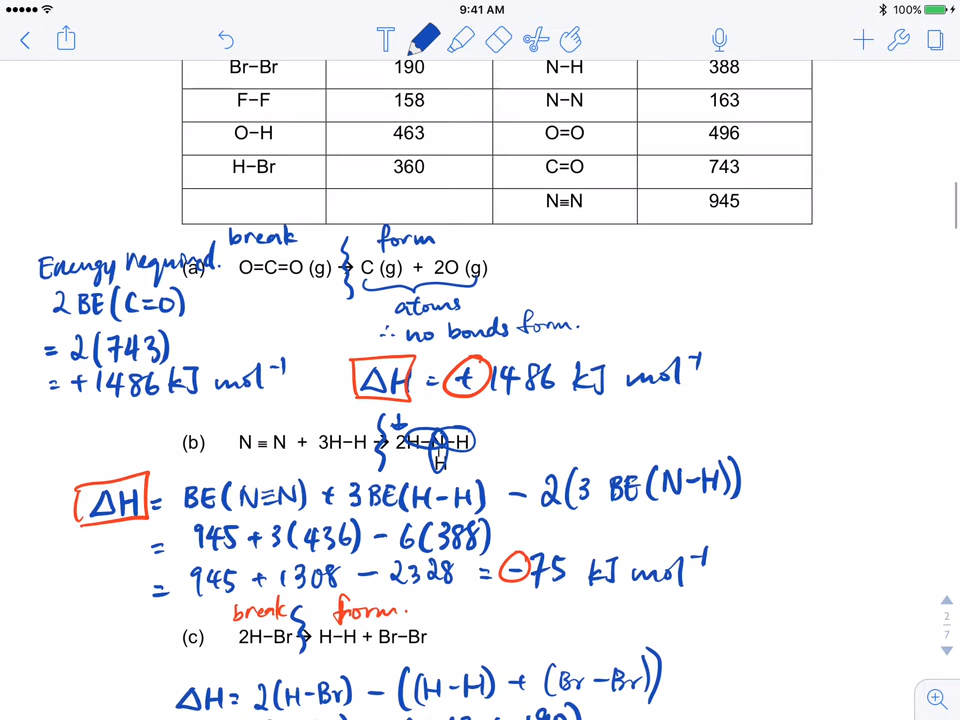 9:41 AM
100%
T
Br−Br 190 N−H 388
F−F 158 N−N 163
O−H 463 O=O 496
H−Br 360 C=O 743
N≡N 945
break form
Energy required.
(a) O=C=O (g) → C (g) + 2O (g)
2 BE(C=O)
atoms
∴ no bonds form.
= 2(743)
= +1486 kJ mol⁻¹
ΔH = +1486 kJ mol⁻¹
(b) N ≡ N + 3H−H → 2H−N−H
H
ΔH = BE(N≡N) + 3BE(H−H) − 2(3 BE(N−H))
= 945 + 3(436) − 6(388)
= 945 + 1308 − 2328 = −75 kJ mol⁻¹
break form.
(c) 2H−Br → H−H + Br−Br
ΔH = 2(H−Br) − ((H−H) + (Br−Br))
2
7